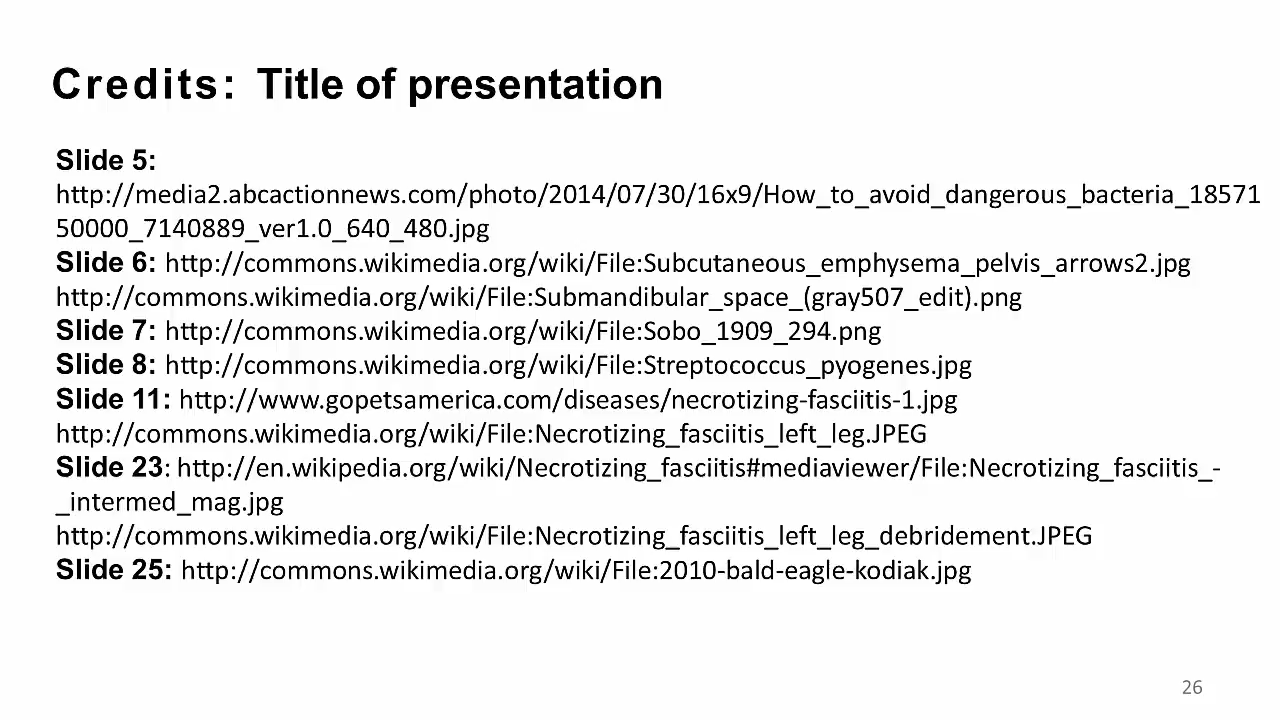 Credits: Title of presentation
Slide 5:
http://media2.abcactionnews.com/photo/2014/07/30/16x9/How_to_avoid_dangerous_bacteria_18571
50000_7140889_ver1.0_640_480.jpg
Slide 6: http://commons.wikimedia.org/wiki/File:Subcutaneous_emphysema_pelvis_arrows2.jpg
http://commons.wikimedia.org/wiki/File:Submandibular_space_(gray507_edit).png
Slide 7: http://commons.wikimedia.org/wiki/File:Sobo_1909_294.png
Slide 8: http://commons.wikimedia.org/wiki/File:Streptococcus_pyogenes.jpg
Slide 11: http://www.gopetsamerica.com/diseases/necrotizing-fasciitis-1.jpg
http://commons.wikimedia.org/wiki/File:Necrotizing_fasciitis_left_leg.JPEG
Slide 23: http://en.wikipedia.org/wiki/Necrotizing_fasciitis#mediaviewer/File:Necrotizing_fasciitis_-
_intermed_mag.jpg
http://commons.wikimedia.org/wiki/File:Necrotizing_fasciitis_left_leg_debridement.JPEG
Slide 25: http://commons.wikimedia.org/wiki/File:2010-bald-eagle-kodiak.jpg
26